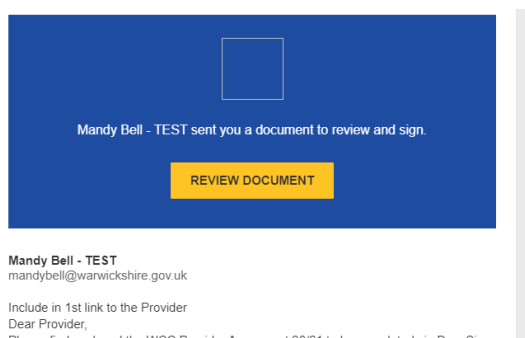 Mandy Bell - TEST sent you a document to review and sign.
REVIEW DOCUMENT
Mandy Bell - TEST
mandybell@warwickshire.gov.uk
Include in 1st link to the Provider
Dear Provider,